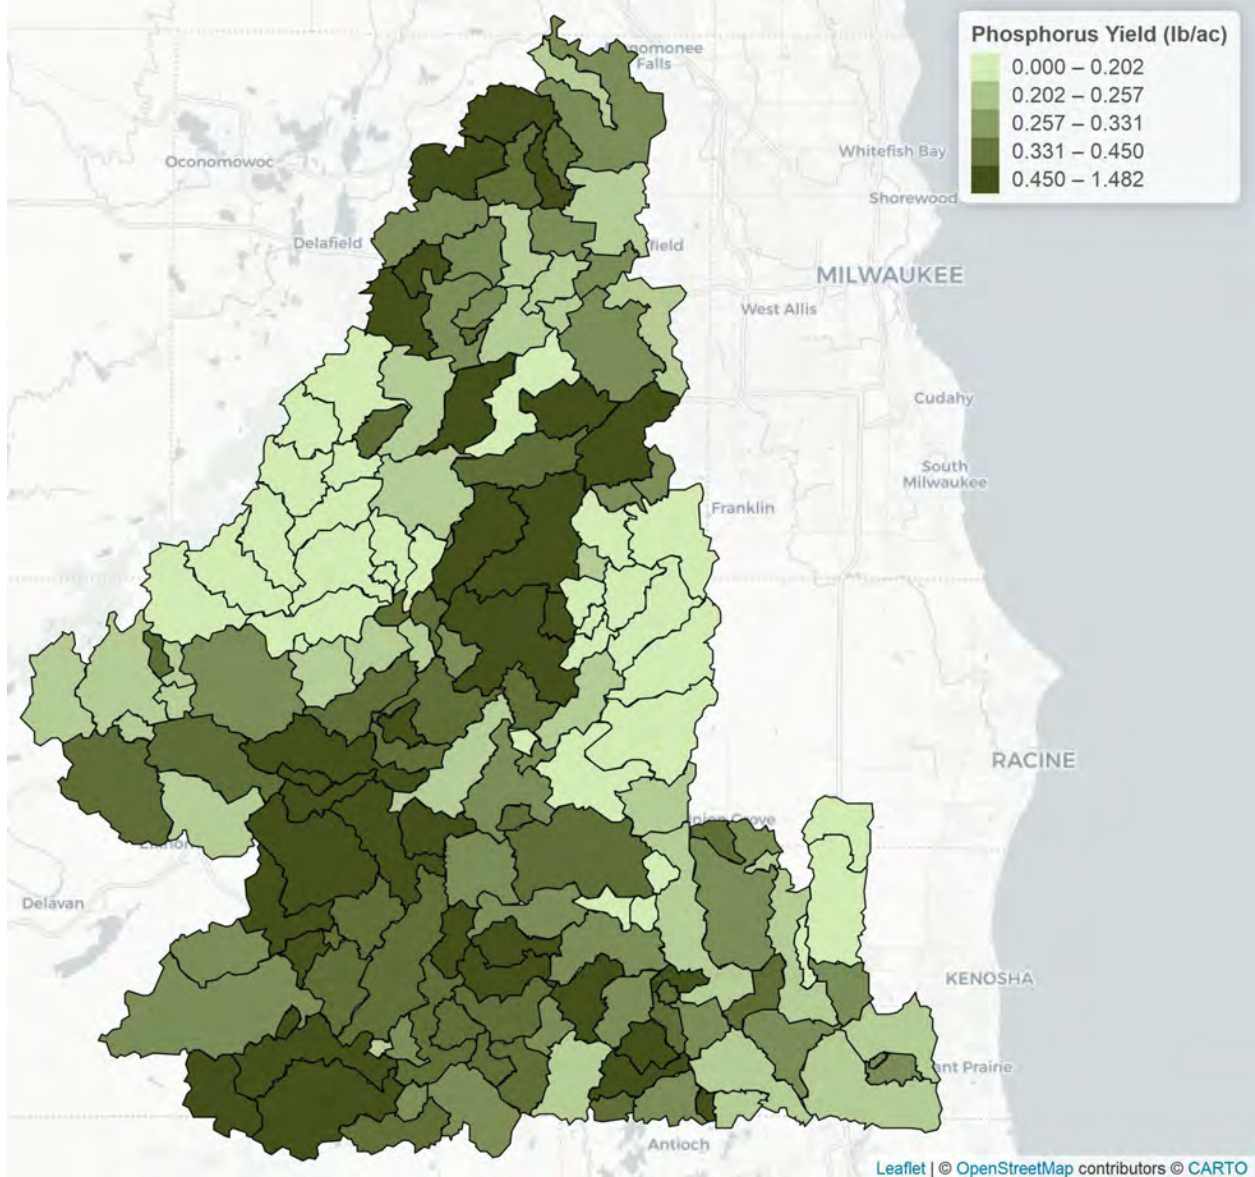 Phosphorus Yield (lb/ac)
0.000 – 0.202
0.202 – 0.257
0.257 – 0.331
0.331 – 0.450
0.450 – 1.482
Falls
Whitefish Bay
Oconomowoc
Shorewood
Delafield
MILWAUKEE
West Allis
Cudahy
South
Milwaukee
Franklin
RACINE
Delavan
KENOSHA
Antioch
Leaflet | © OpenStreetMap contributors © CARTO